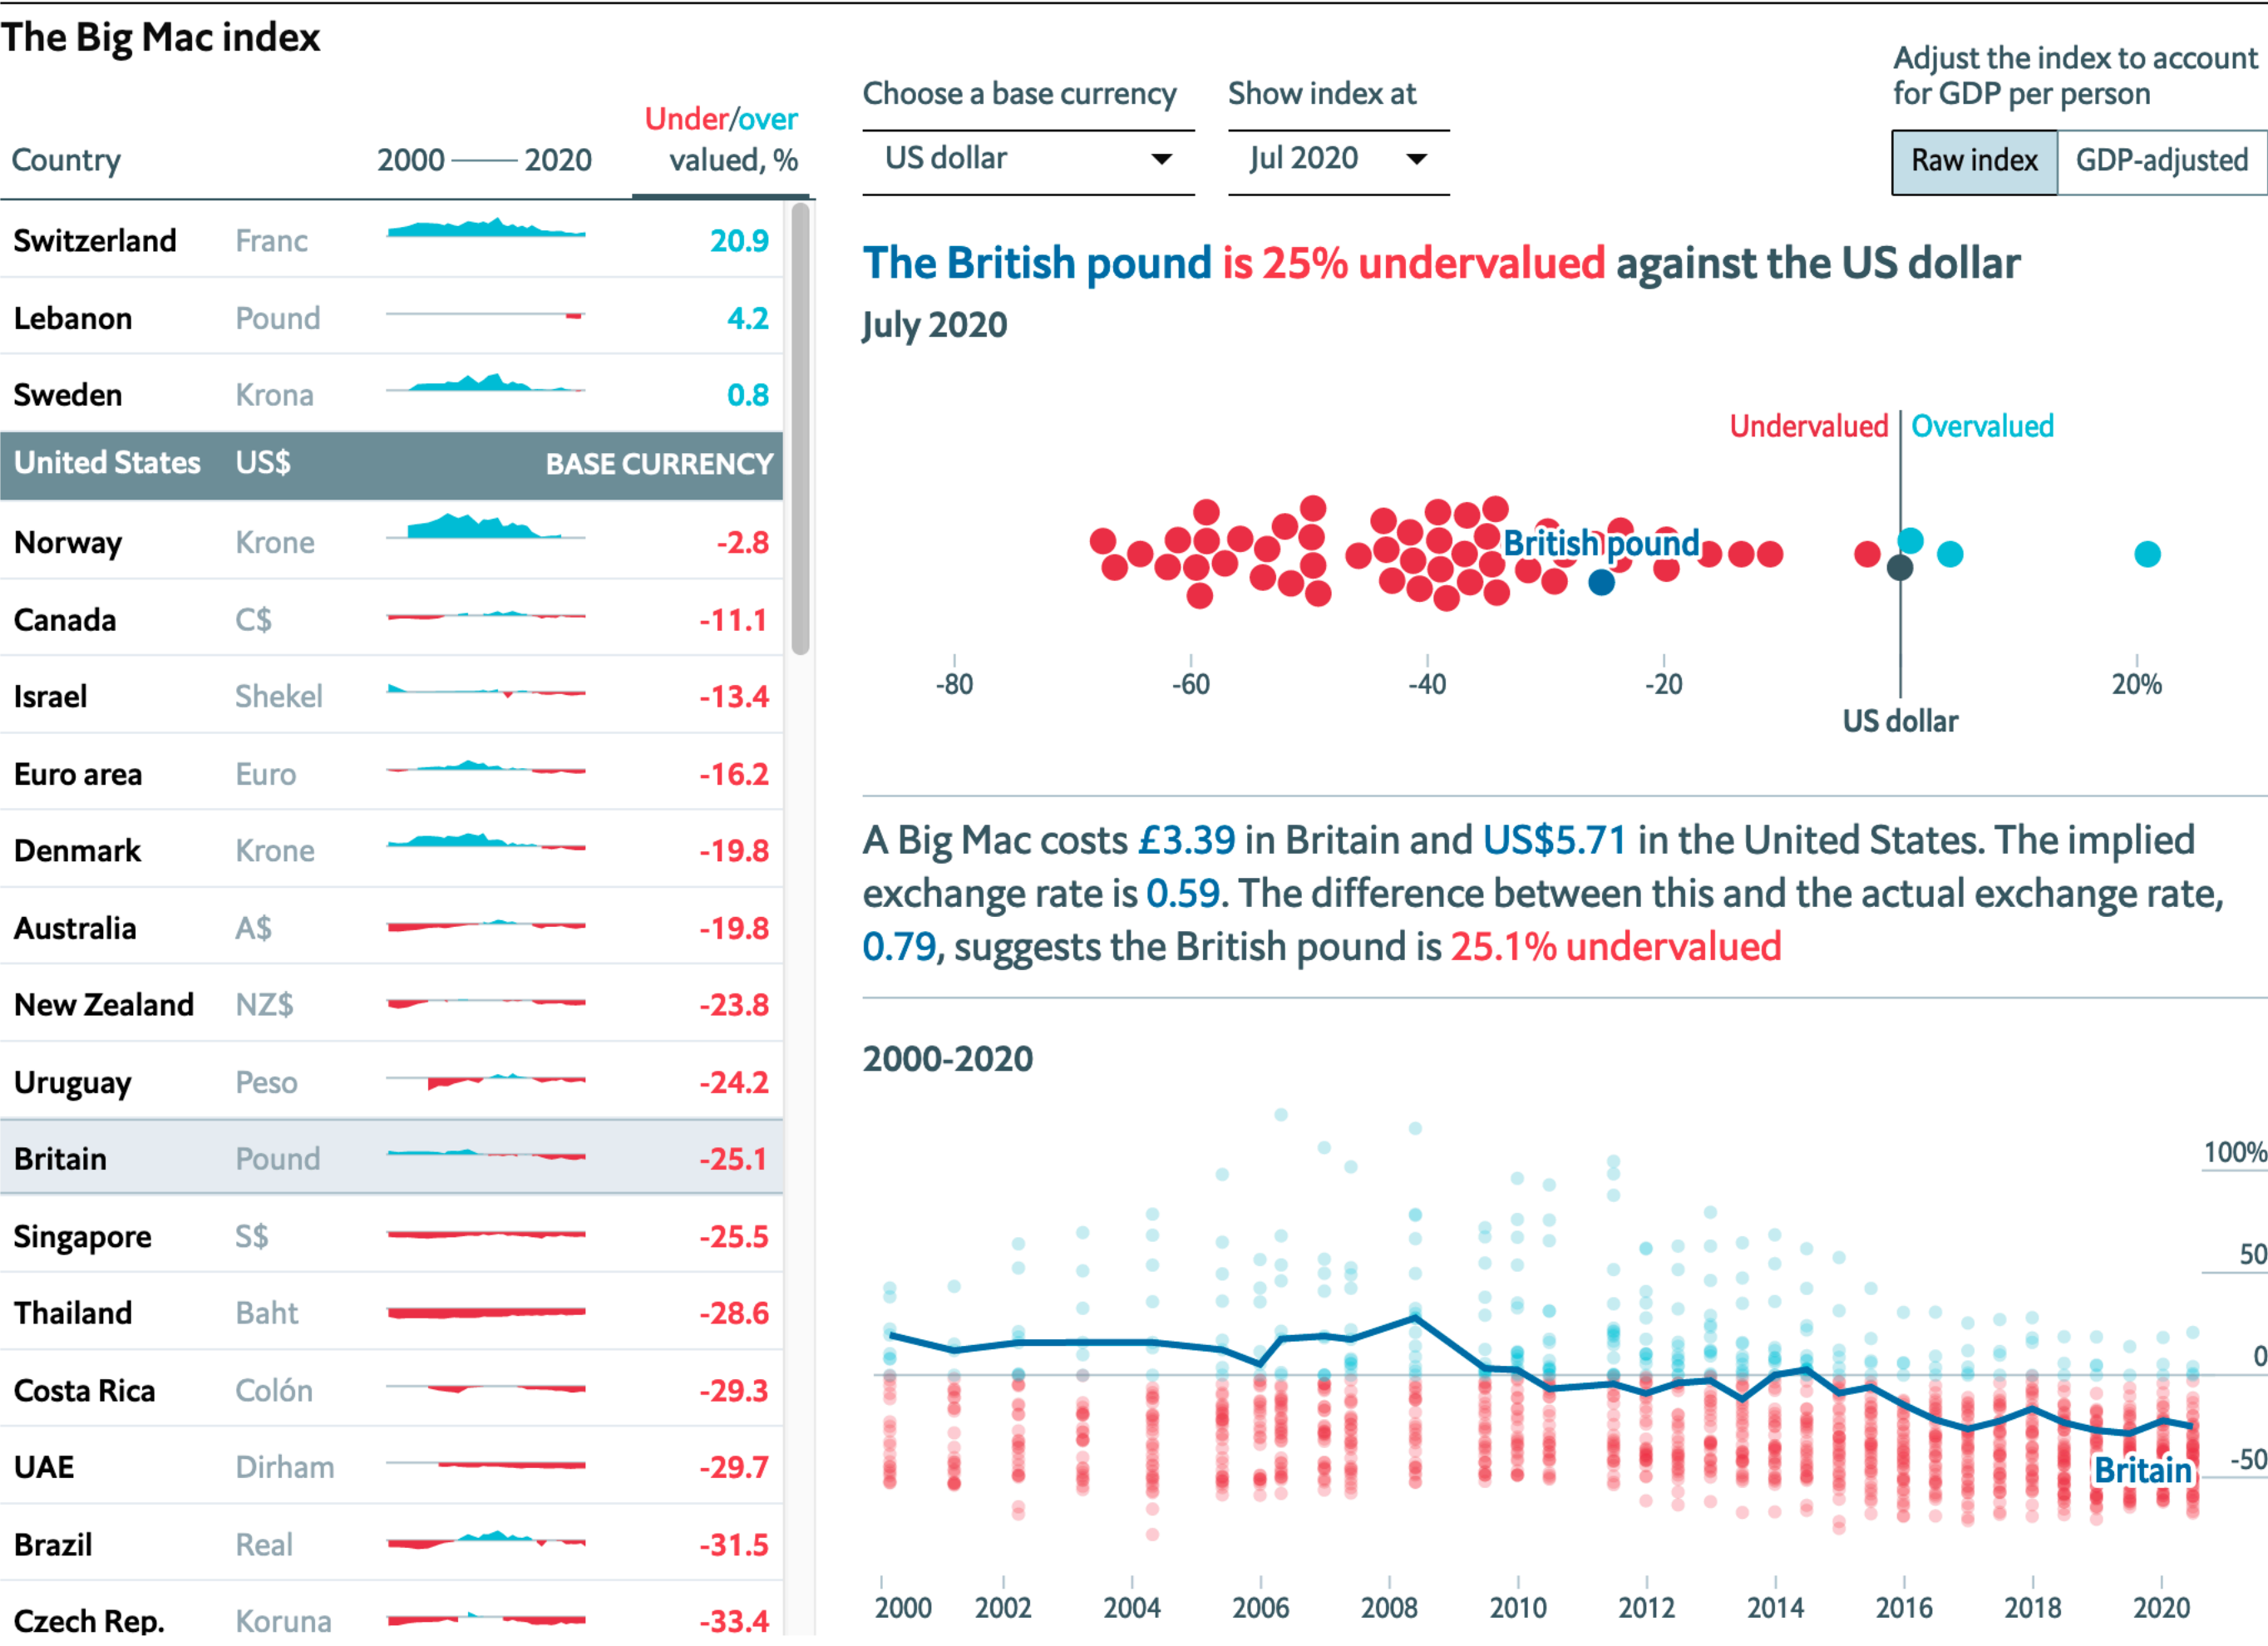 The Big Mac index
Country 2000 2020 Under/over valued, %
Switzerland Franc 20.9
Lebanon Pound 4.2
Sweden Krona 0.8
United States US$ BASE CURRENCY
Norway Krone -2.8
Canada C$ -11.1
Israel Shekel -13.4
Euro area Euro -16.2
Denmark Krone -19.8
Australia A$ -19.8
New Zealand NZ$ -23.8
Uruguay Peso -24.2
Britain Pound -25.1
Singapore S$ -25.5
Thailand Baht -28.6
Costa Rica Colón -29.3
UAE Dirham -29.7
Brazil Real -31.5
Czech Rep. Koruna -33.4
Choose a base currency
US dollar
Show index at
Jul 2020
Adjust the index to account
for GDP per person
Raw index GDP-adjusted
The British pound is 25% undervalued against the US dollar
July 2020
Undervalued Overvalued
British pound
-80 -60 -40 -20 20%
US dollar
A Big Mac costs £3.39 in Britain and US$5.71 in the United States. The implied
exchange rate is 0.59. The difference between this and the actual exchange rate,
0.79, suggests the British pound is 25.1% undervalued
2000-2020
100%
50
0
-50
Britain
2000 2002 2004 2006 2008 2010 2012 2014 2016 2018 2020